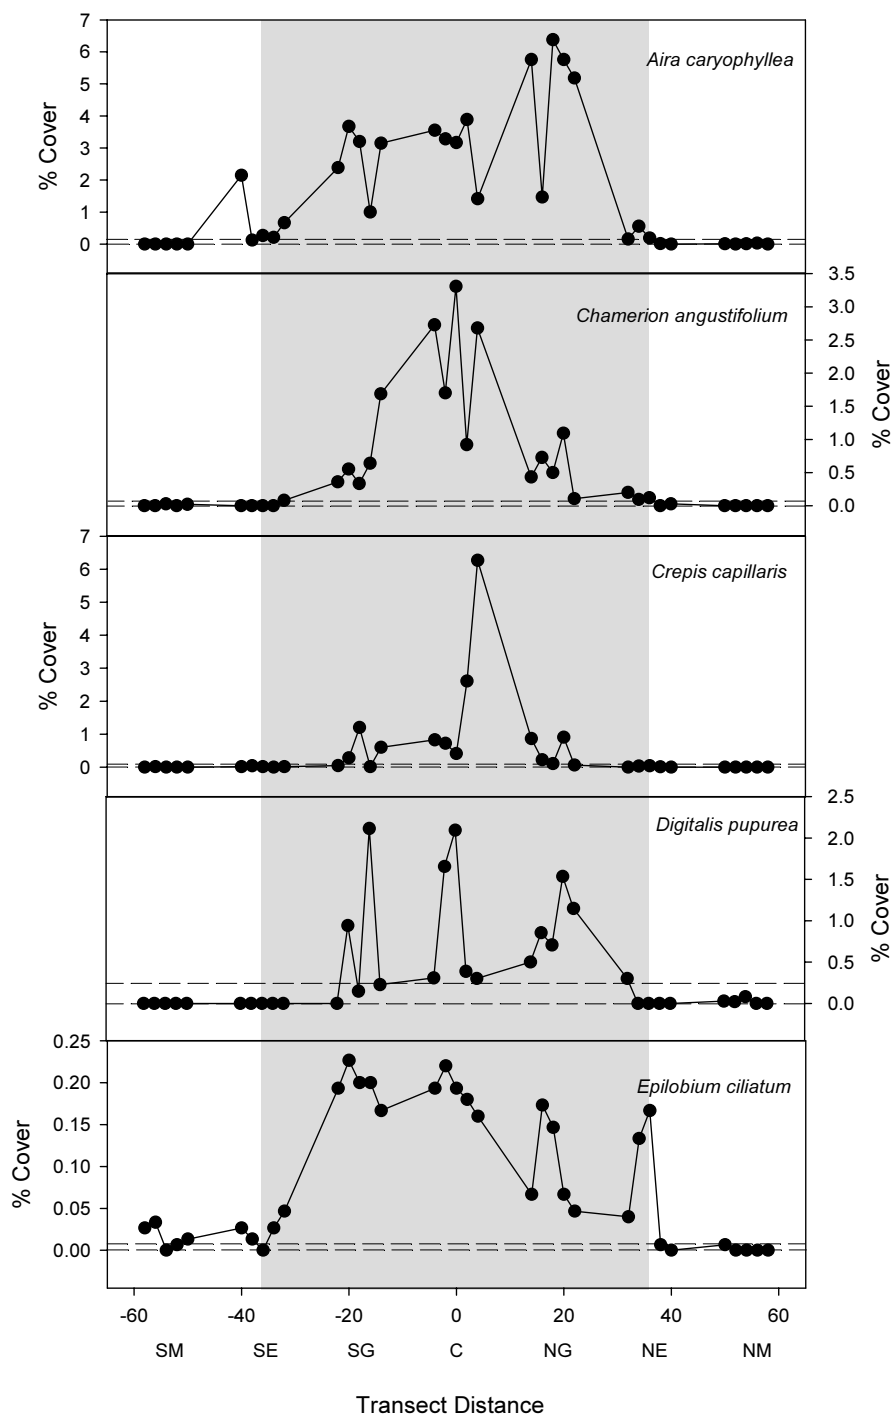 7
6
5
4
3
2
1
0
% Cover
Aira caryophyllea
3.5
3.0
2.5
2.0
1.5
1.0
0.5
0.0
% Cover
Chamerion angustifolium
7
6
5
4
3
2
1
0
% Cover
Crepis capillaris
2.5
2.0
1.5
1.0
0.5
0.0
% Cover
Digitalis pupurea
0.25
0.20
0.15
0.10
0.05
0.00
% Cover
Epilobium ciliatum
-60 -40 -20 0 20 40 60
SM SE SG C NG NE NM
Transect Distance